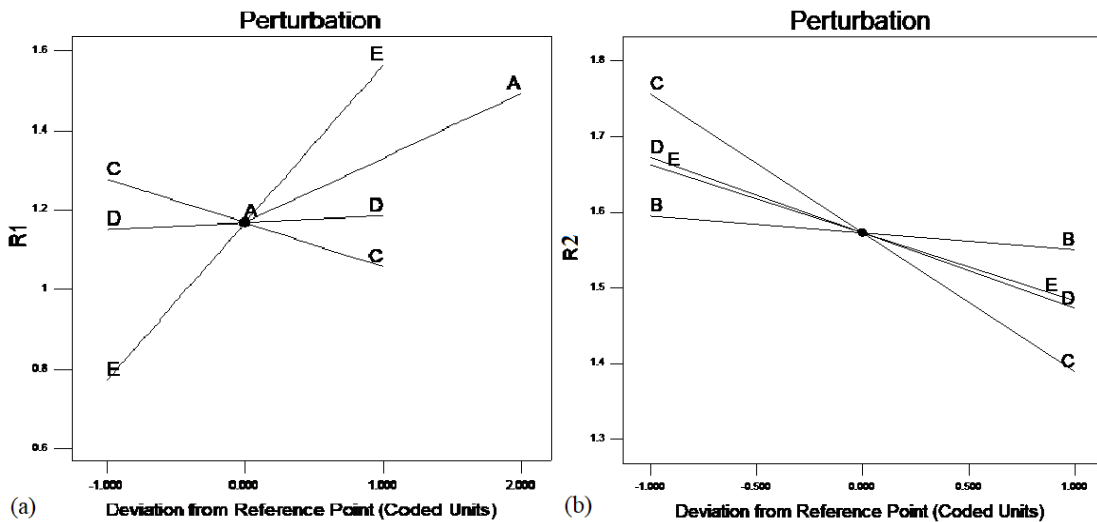 Perturbation
1.6
1.4
1.2
1
0.8
0.6
R1
E
A
C
A
D
D
C
E
-1.000
0.000
1.000
2.000
(a)
Deviation from Reference Point (Coded Units)
Perturbation
1.8
1.7
1.6
1.5
1.4
1.3
R2
C
D
E
B
B
E
D
C
-1.000
-0.500
0.000
0.500
1.000
(b)
Deviation from Reference Point (Coded Units)